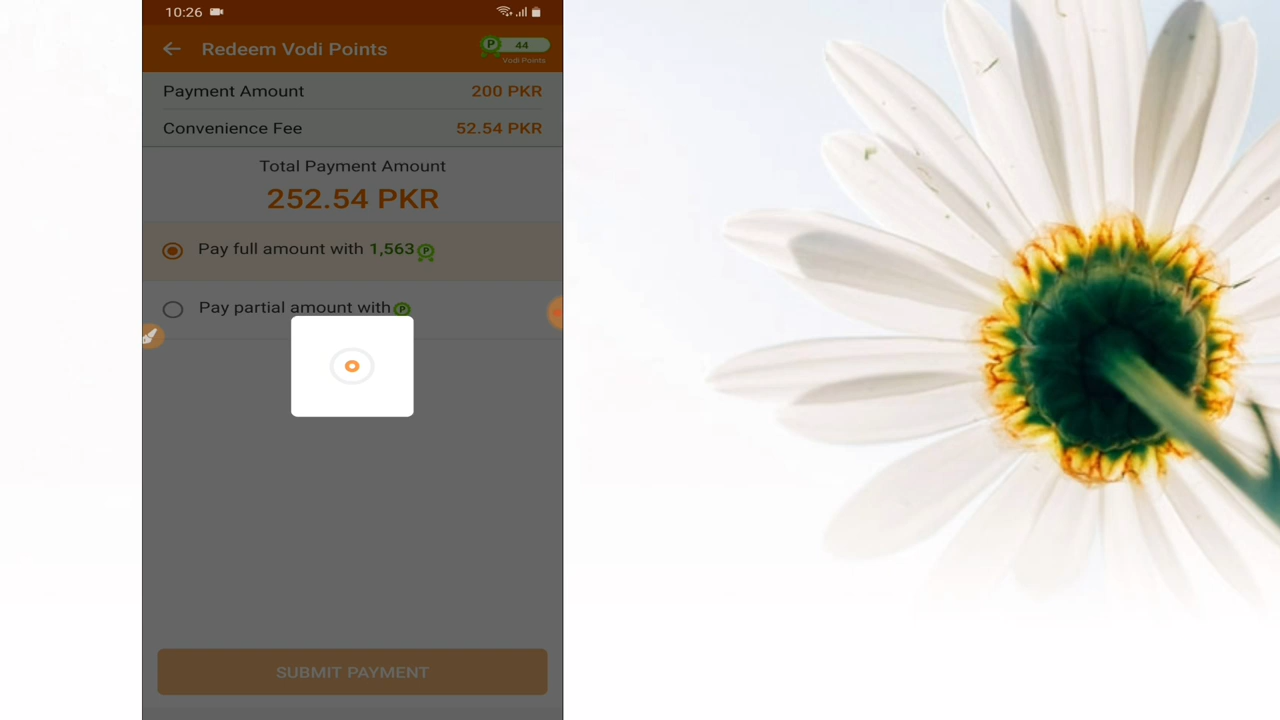 10:26
Redeem Vodi Points
P 44
Vodi Points
Payment Amount 200 PKR
Convenience Fee 52.54 PKR
Total Payment Amount
252.54 PKR
Pay full amount with 1,563 P
Pay partial amount with P
SUBMIT PAYMENT